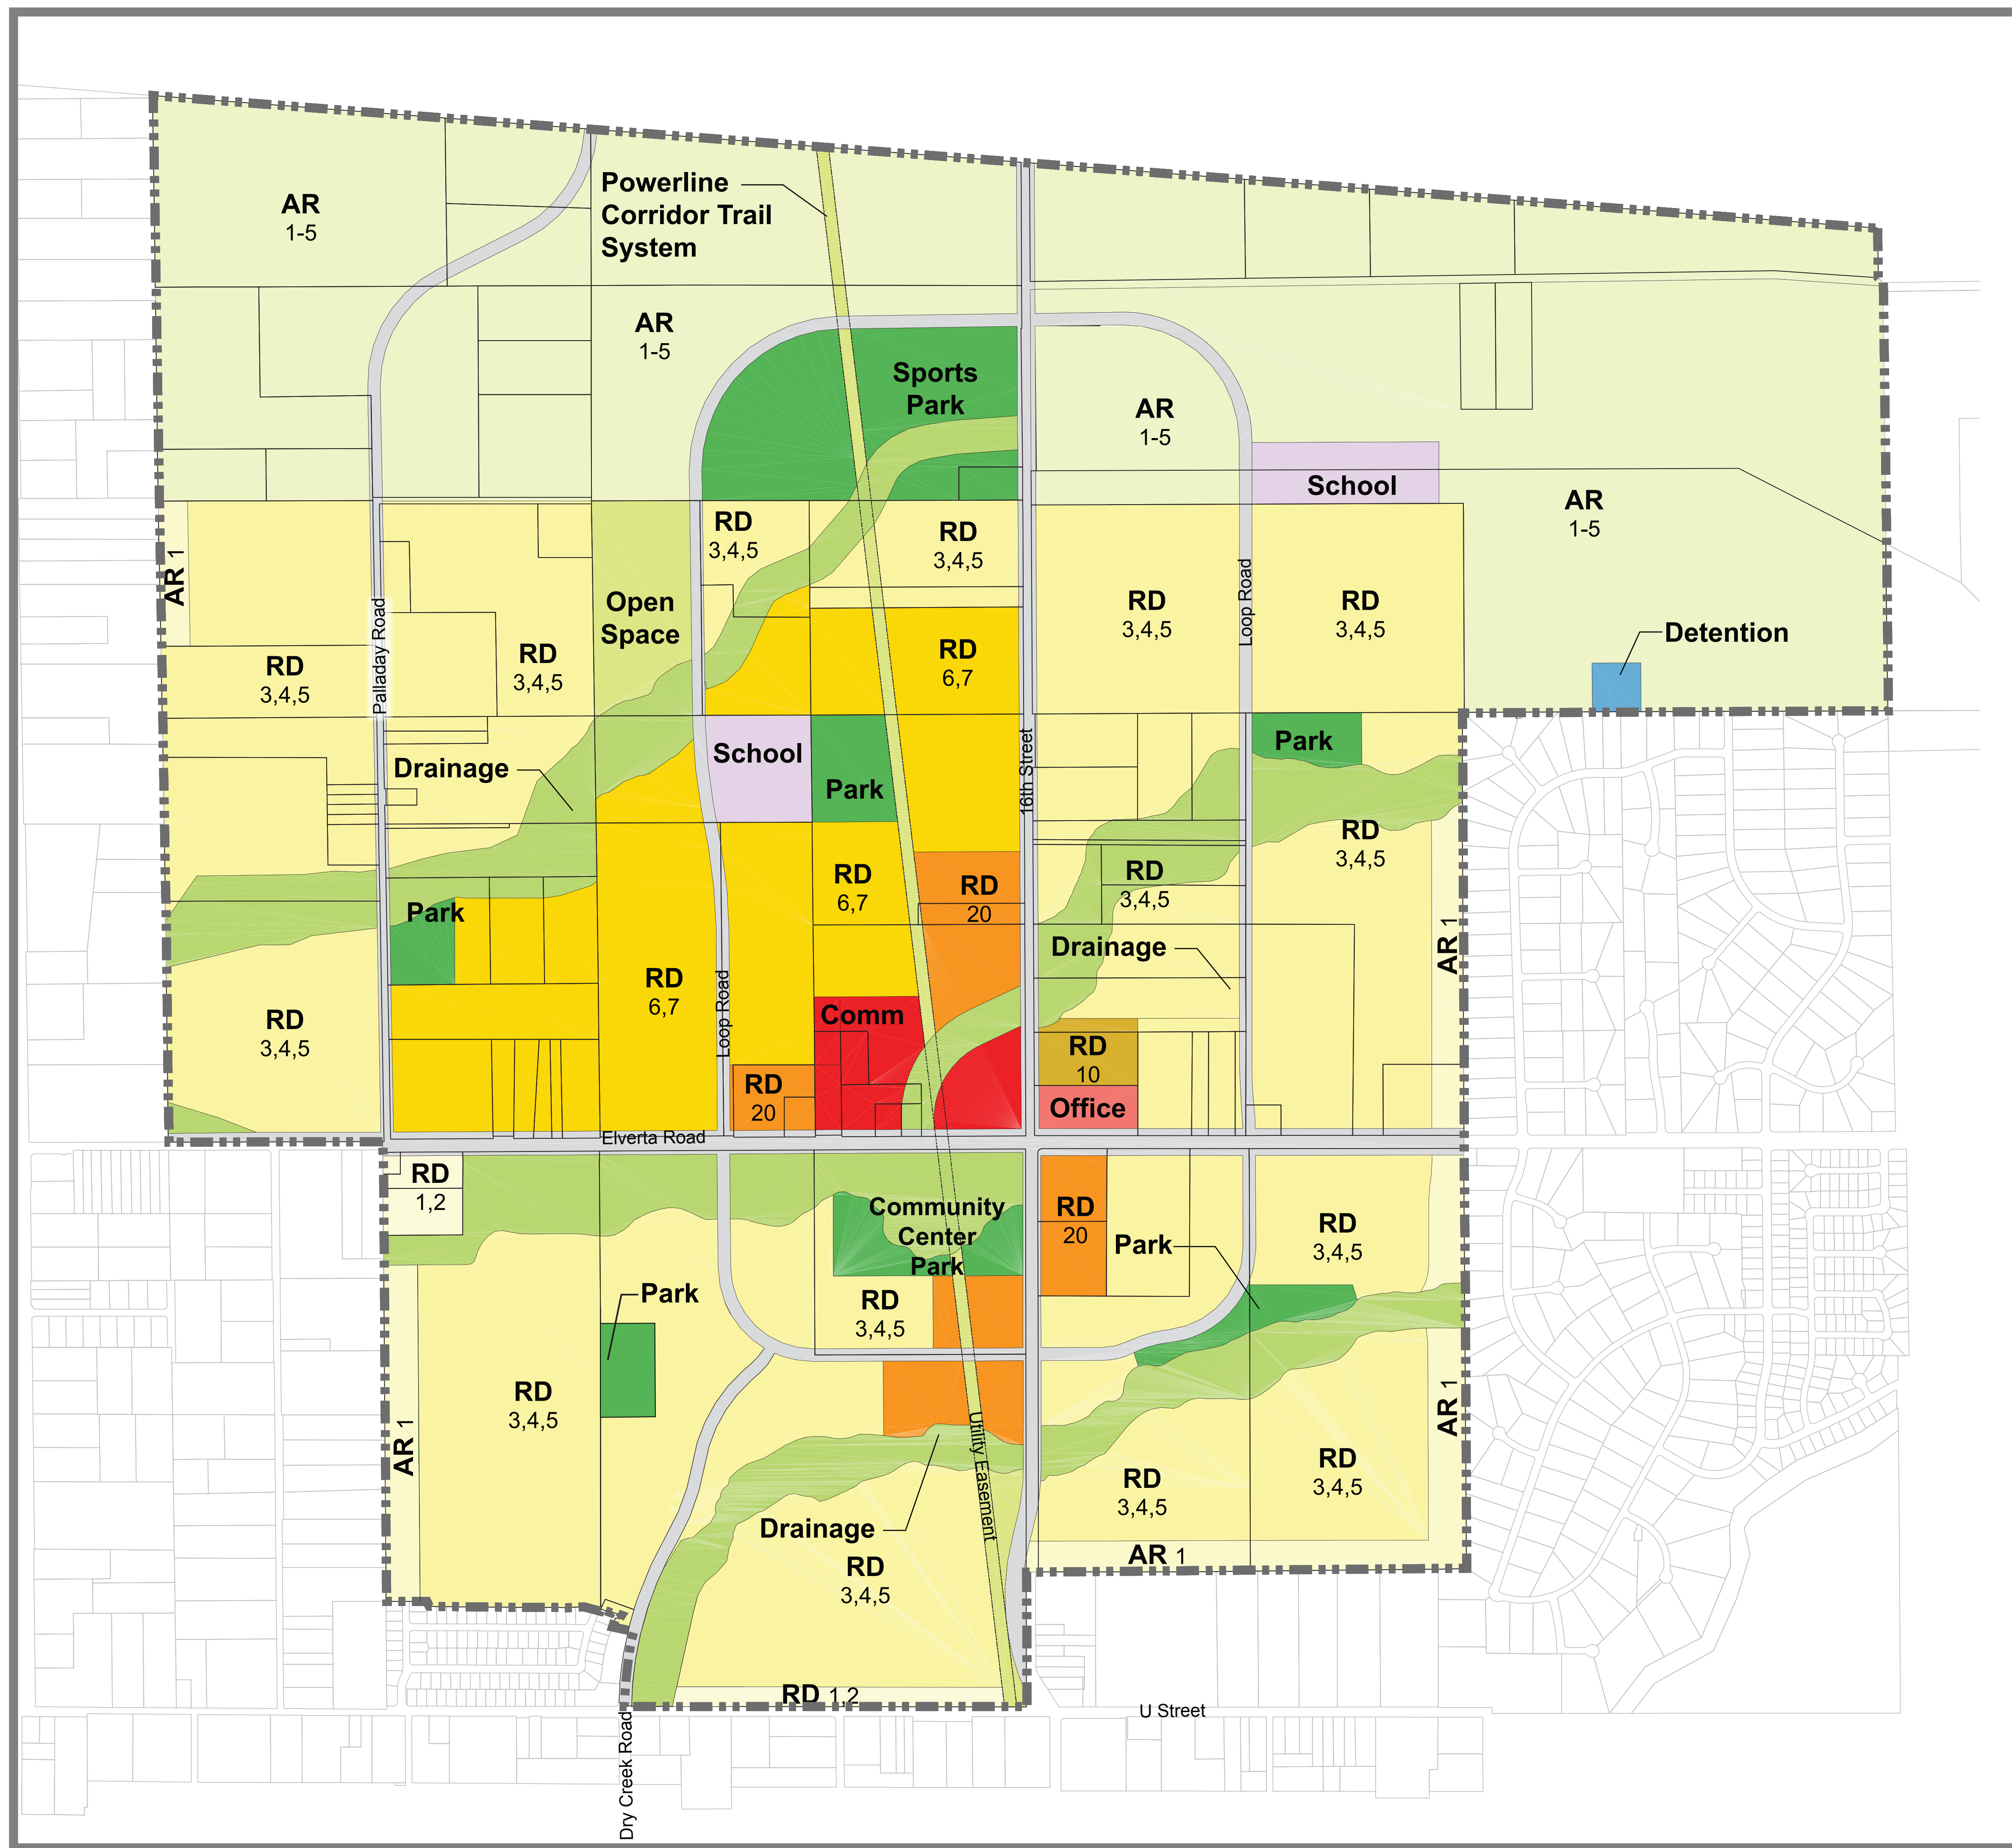 Powerline
Corridor Trail
System
AR
1-5
AR
1-5
Sports
Park
AR
1-5
School
AR
1-5
RD
3,4,5
RD
3,4,5
AR 1
Open
Space
Palladay Road
RD
3,4,5
RD
3,4,5
RD
6,7
RD
3,4,5
Loop Road
RD
3,4,5
Detention
Drainage
School
Park
16th Street
Park
RD
3,4,5
Park
RD
6,7
RD
20
RD
3,4,5
Drainage
AR 1
RD
3,4,5
RD
6,7
Loop Road
Comm
RD
20
RD
10
Office
Elverta Road
RD
1,2
Community
Center
Park
RD
20
Park
RD
3,4,5
Park
RD
3,4,5
RD
3,4,5
AR 1
AR 1
Utility Easement
RD
3,4,5
RD
3,4,5
Drainage
RD
3,4,5
AR 1
RD 1,2
U Street
Dry Creek Road